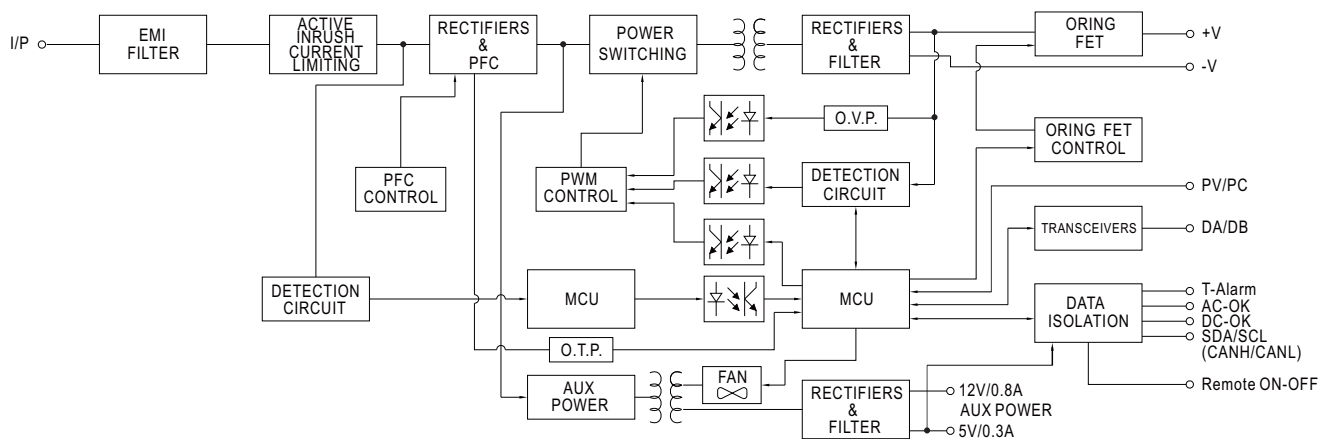 I/P
EMI
FILTER
ACTIVE
INRUSH
CURRENT
LIMITING
RECTIFIERS
&
PFC
POWER
SWITCHING
RECTIFIERS
&
FILTER
ORING
FET
+V
-V
O.V.P.
ORING FET
CONTROL
PFC
CONTROL
PWM
CONTROL
DETECTION
CIRCUIT
PV/PC
TRANSCEIVERS
DA/DB
DETECTION
CIRCUIT
MCU
MCU
DATA
ISOLATION
T-Alarm
AC-OK
DC-OK
SDA/SCL
(CANH/CANL)
O.T.P.
AUX
POWER
FAN
RECTIFIERS
&
FILTER
12V/0.8A
AUX POWER
5V/0.3A
Remote ON-OFF